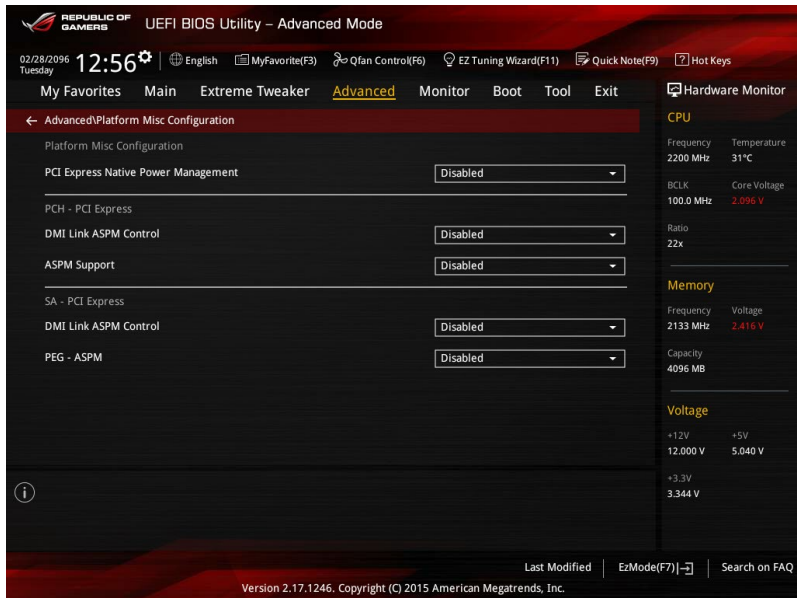 REPUBLIC OF
GAMERS
UEFI BIOS Utility – Advanced Mode
02/28/2096
Tuesday
12:56
English
MyFavorite(F3)
Qfan Control(F6)
EZ Tuning Wizard(F11)
Quick Note(F9)
? Hot Keys
My Favorites
Main
Extreme Tweaker
Advanced
Monitor
Boot
Tool
Exit
Hardware Monitor
← Advanced\Platform Misc Configuration
Platform Misc Configuration
PCI Express Native Power Management
Disabled
PCH - PCI Express
DMI Link ASPM Control
Disabled
ASPM Support
Disabled
SA - PCI Express
DMI Link ASPM Control
Disabled
PEG - ASPM
Disabled
CPU
Frequency Temperature
2200 MHz 31°C
BCLK Core Voltage
100.0 MHz 2.096 V
Ratio
22x
Memory
Frequency Voltage
2133 MHz 2.416 V
Capacity
4096 MB
Voltage
+12V +5V
12.000 V 5.040 V
+3.3V
3.344 V
Last Modified
EzMode(F7)
Search on FAQ
Version 2.17.1246. Copyright (C) 2015 American Megatrends, Inc.